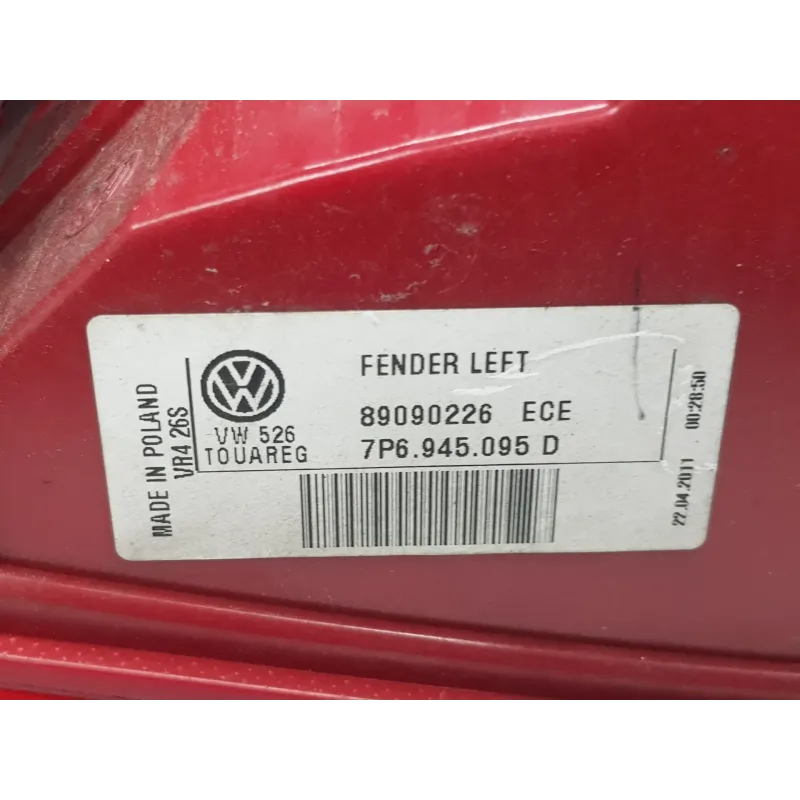 MADE IN POLAND
VR4 26S
VW 526
TOUAREG
FENDER LEFT
89090226 ECE
7P6.945.095 D
22.04.2011 00:28:50